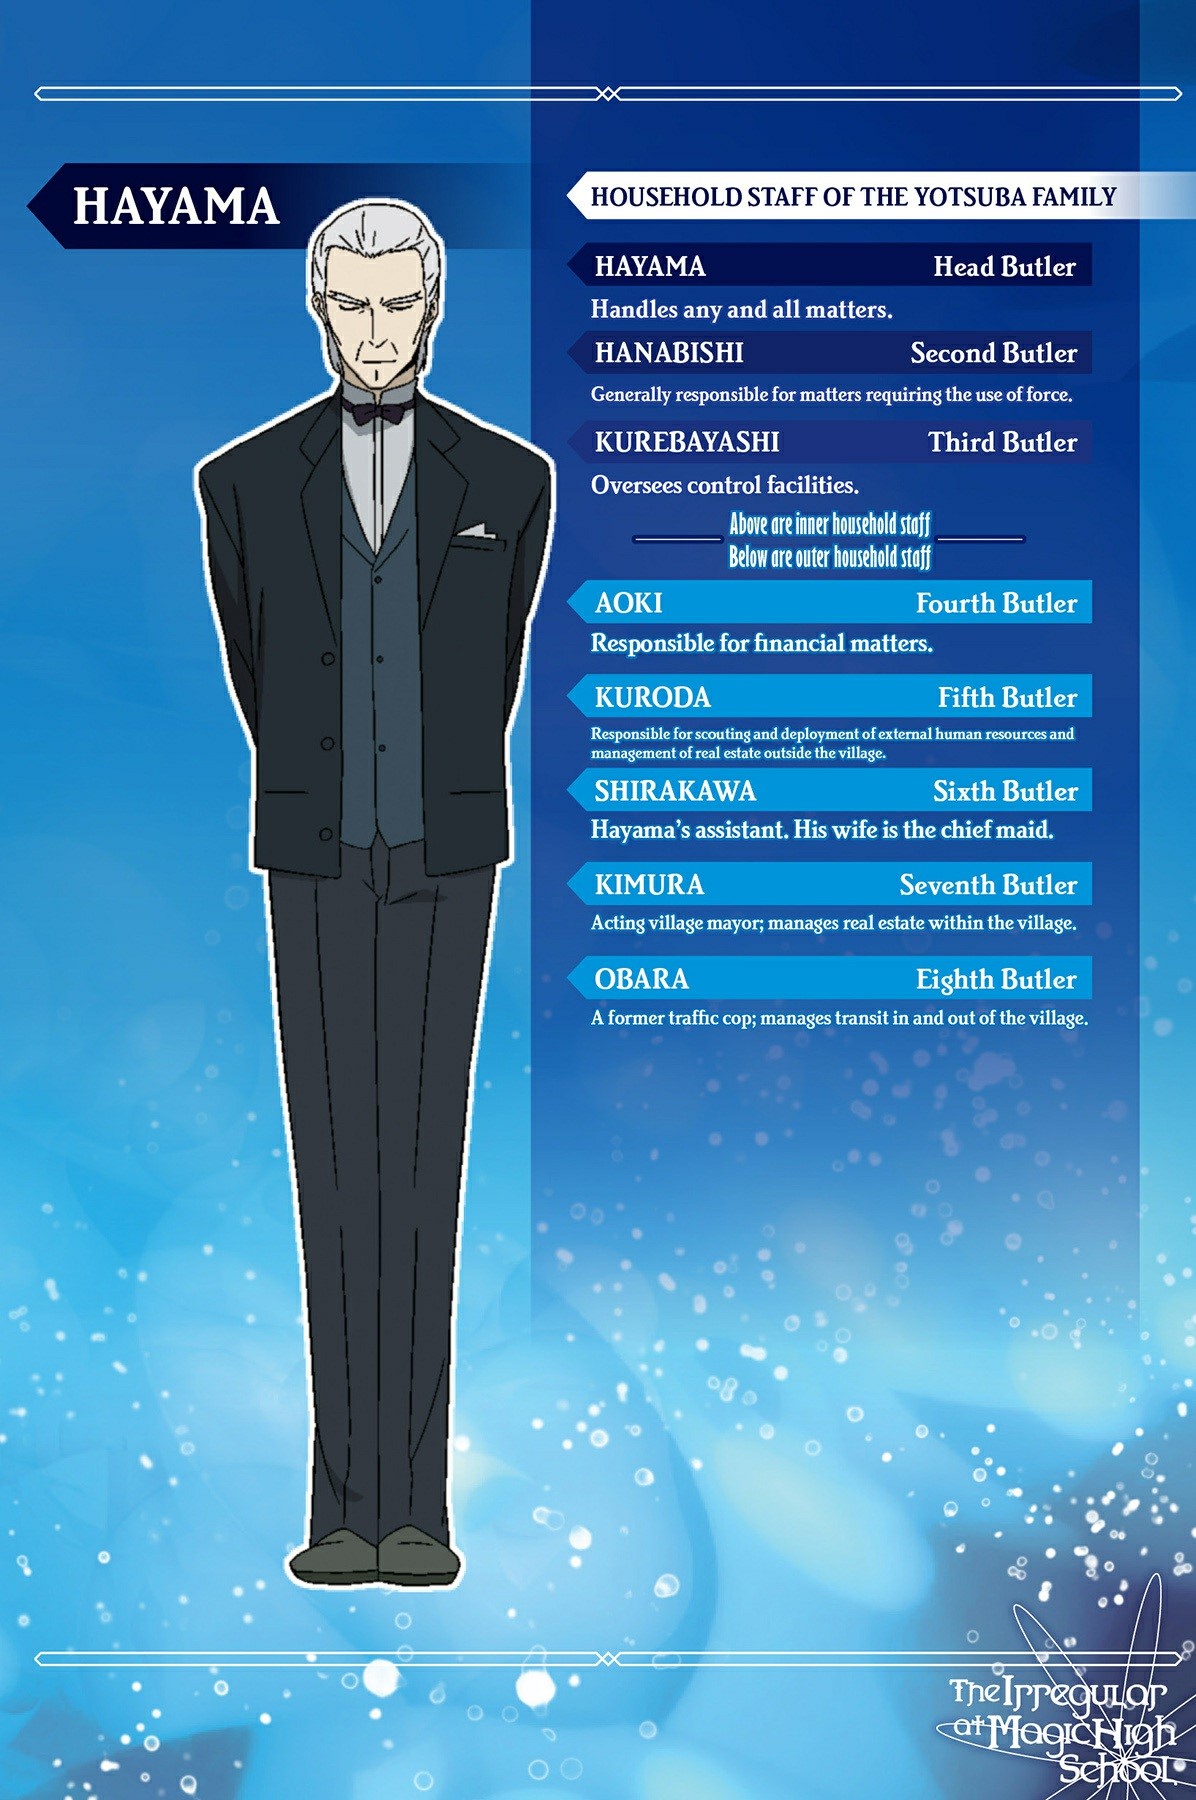 HAYAMA
HOUSEHOLD STAFF OF THE YOTSUBA FAMILY
HAYAMA Head Butler
Handles any and all matters.
HANABISHI Second Butler
Generally responsible for matters requiring the use of force.
KUREBAYASHI Third Butler
Oversees control facilities.
Above are inner household staff
Below are outer household staff
AOKI Fourth Butler
Responsible for financial matters.
KURODA Fifth Butler
Responsible for scouting and deployment of external human resources and
management of real estate outside the village.
SHIRAKAWA Sixth Butler
Hayama's assistant. His wife is the chief maid.
KIMURA Seventh Butler
Acting village mayor; manages real estate within the village.
OBARA Eighth Butler
A former traffic cop; manages transit in and out of the village.
The Irregular
at Magic High
School